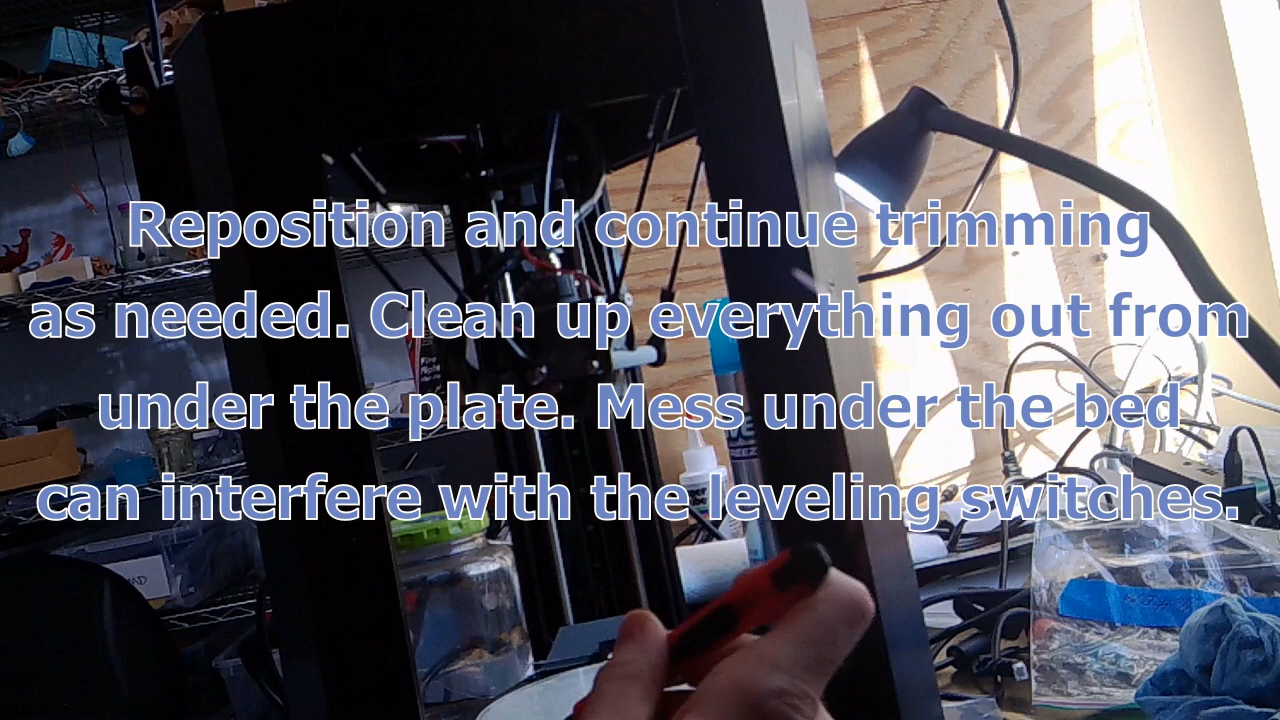 Reposition and continue trimming
as needed. Clean up everything out from
under the plate. Mess under the bed
can interfere with the leveling switches.